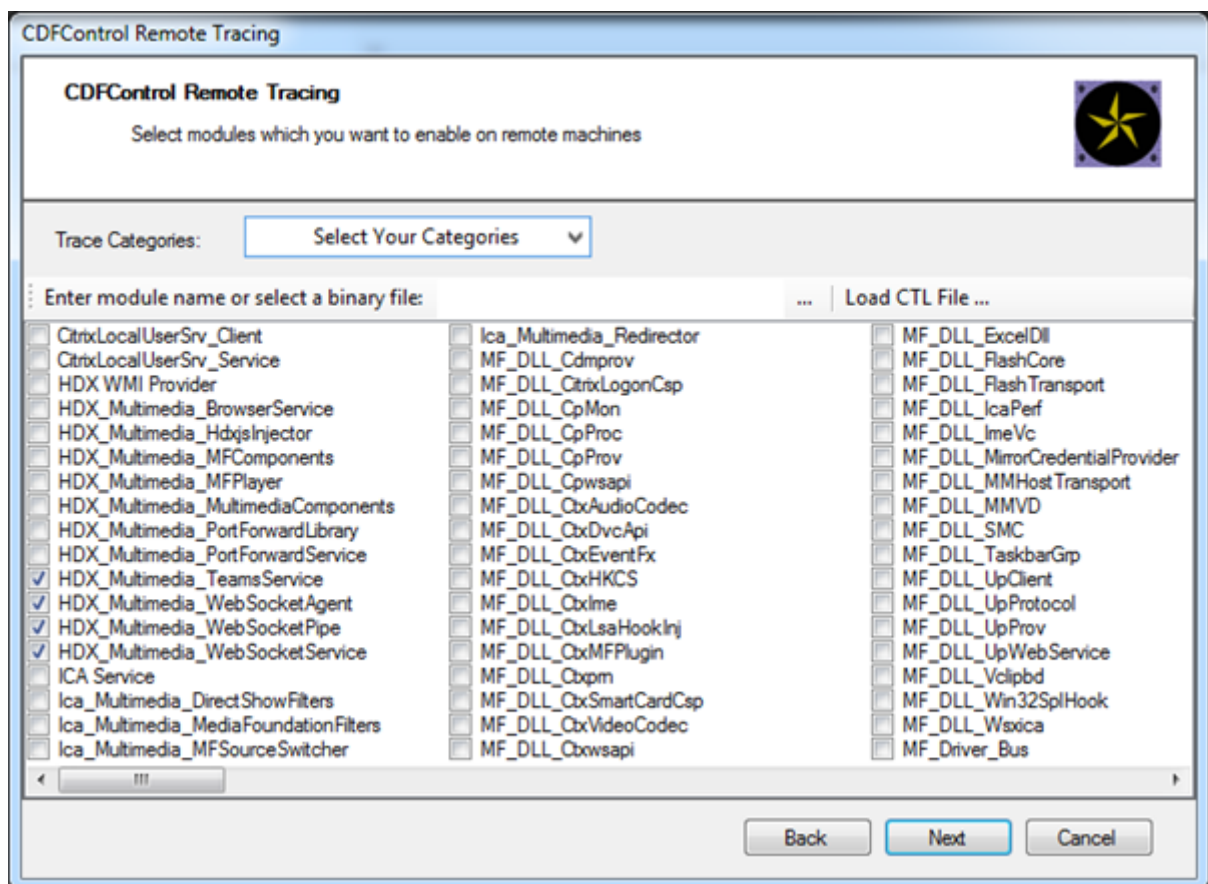 CDFControl Remote Tracing
CDFControl Remote Tracing
Select modules which you want to enable on remote machines
Trace Categories:
Select Your Categories
Enter module name or select a binary file:
...
Load CTL File ...
CitrixLocalUserSrv_Client
CitrixLocalUserSrv_Service
HDX WMI Provider
HDX_Multimedia_BrowserService
HDX_Multimedia_HdxjsInjector
HDX_Multimedia_MFComponents
HDX_Multimedia_MFPlayer
HDX_Multimedia_MultimediaComponents
HDX_Multimedia_PortForwardLibrary
HDX_Multimedia_PortForwardService
HDX_Multimedia_TeamsService
HDX_Multimedia_WebSocketAgent
HDX_Multimedia_WebSocketPipe
HDX_Multimedia_WebSocketService
ICA Service
Ica_Multimedia_DirectShowFilters
Ica_Multimedia_MediaFoundationFilters
Ica_Multimedia_MFSourceSwitcher
Ica_Multimedia_Redirector
MF_DLL_Cdmprov
MF_DLL_CitrixLogonCsp
MF_DLL_CpMon
MF_DLL_CpProc
MF_DLL_CpProv
MF_DLL_Cpwsapi
MF_DLL_CtxAudioCodec
MF_DLL_CtxDvcApi
MF_DLL_CtxEventFx
MF_DLL_CtxHKCS
MF_DLL_CtxIme
MF_DLL_CtxLsaHookInj
MF_DLL_CtxMFPlugin
MF_DLL_Ctxpm
MF_DLL_CtxSmartCardCsp
MF_DLL_CtxVideoCodec
MF_DLL_Ctxwsapi
MF_DLL_ExcelDll
MF_DLL_FlashCore
MF_DLL_FlashTransport
MF_DLL_IcaPerf
MF_DLL_ImeVc
MF_DLL_MirrorCredentialProvider
MF_DLL_MMHostTransport
MF_DLL_MMVD
MF_DLL_SMC
MF_DLL_TaskbarGrp
MF_DLL_UpClient
MF_DLL_UpProtocol
MF_DLL_UpProv
MF_DLL_UpWebService
MF_DLL_Vclipbd
MF_DLL_Win32SplHook
MF_DLL_Wsxica
MF_Driver_Bus
Back
Next
Cancel